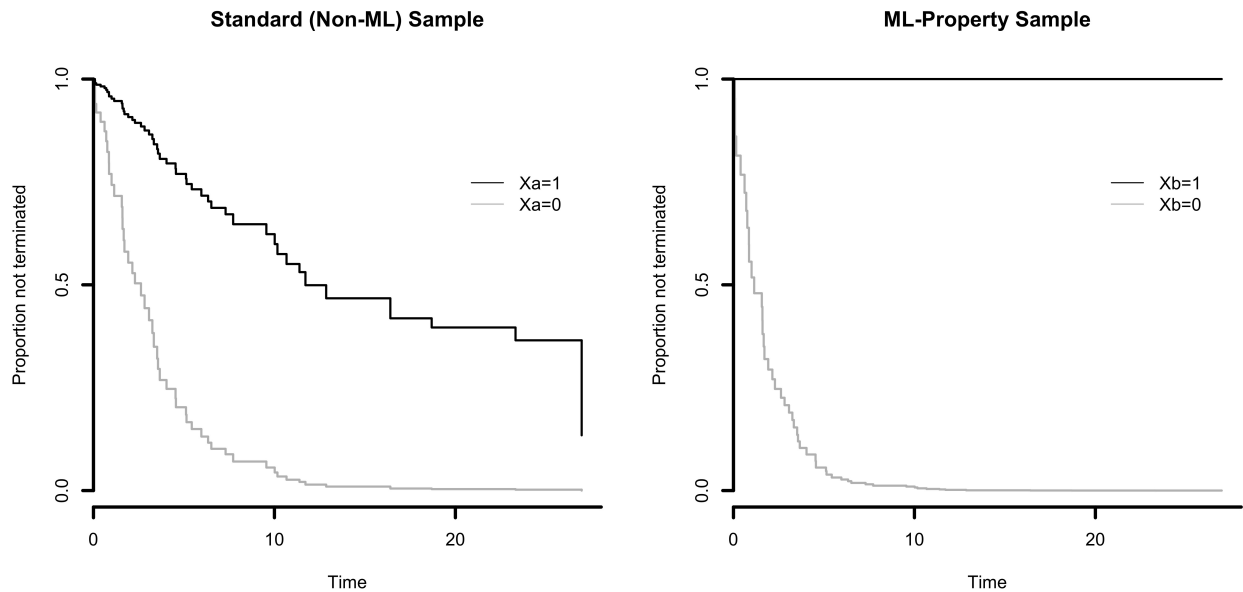 Standard (Non-ML) Sample
Proportion not terminated
1.0
0.5
0.0
Xa=1
Xa=0
0 10 20
Time
ML-Property Sample
Proportion not terminated
1.0
0.5
0.0
Xb=1
Xb=0
0 10 20
Time